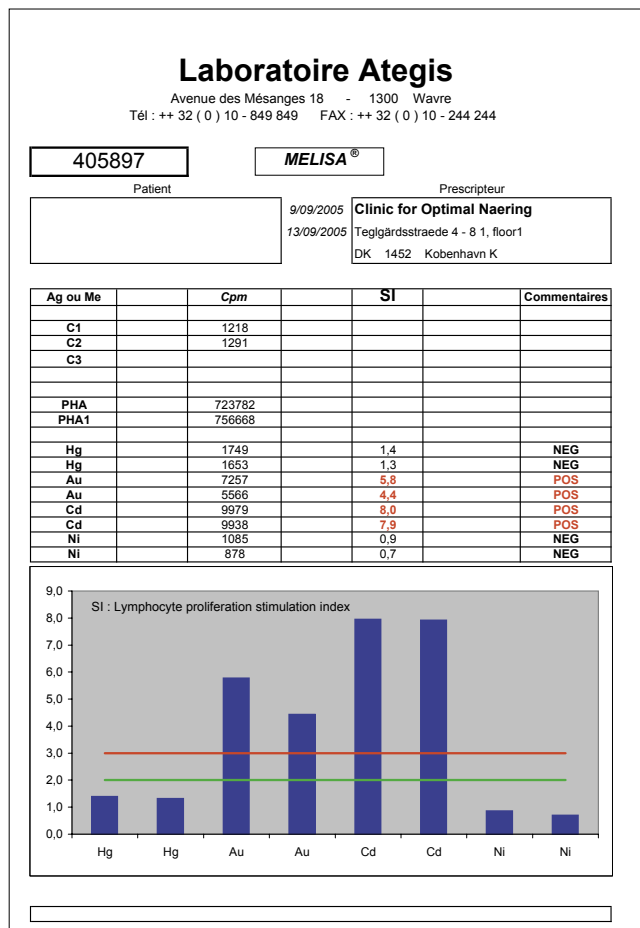 Laboratoire Ategis
Avenue des Mésanges 18 - 1300 Wavre
Tél : ++ 32 ( 0 ) 10 - 849 849 FAX : ++ 32 ( 0 ) 10 - 244 244
405897 MELISA ®
Patient Prescripteur
9/09/2005 Clinic for Optimal Naering
13/09/2005 Teglgårdsstraede 4 - 8 1, floor1
DK 1452 Kobenhavn K
Ag ou Me Cpm SI Commentaires
C1 1218
C2 1291
C3
PHA 723782
PHA1 756668
Hg 1749 1,4 NEG
Hg 1653 1,3 NEG
Au 7257 5,8 POS
Au 5566 4,4 POS
Cd 9979 8,0 POS
Cd 9938 7,9 POS
Ni 1085 0,9 NEG
Ni 878 0,7 NEG
SI : Lymphocyte proliferation stimulation index
9,0
8,0
7,0
6,0
5,0
4,0
3,0
2,0
1,0
0,0
Hg Hg Au Au Cd Cd Ni Ni